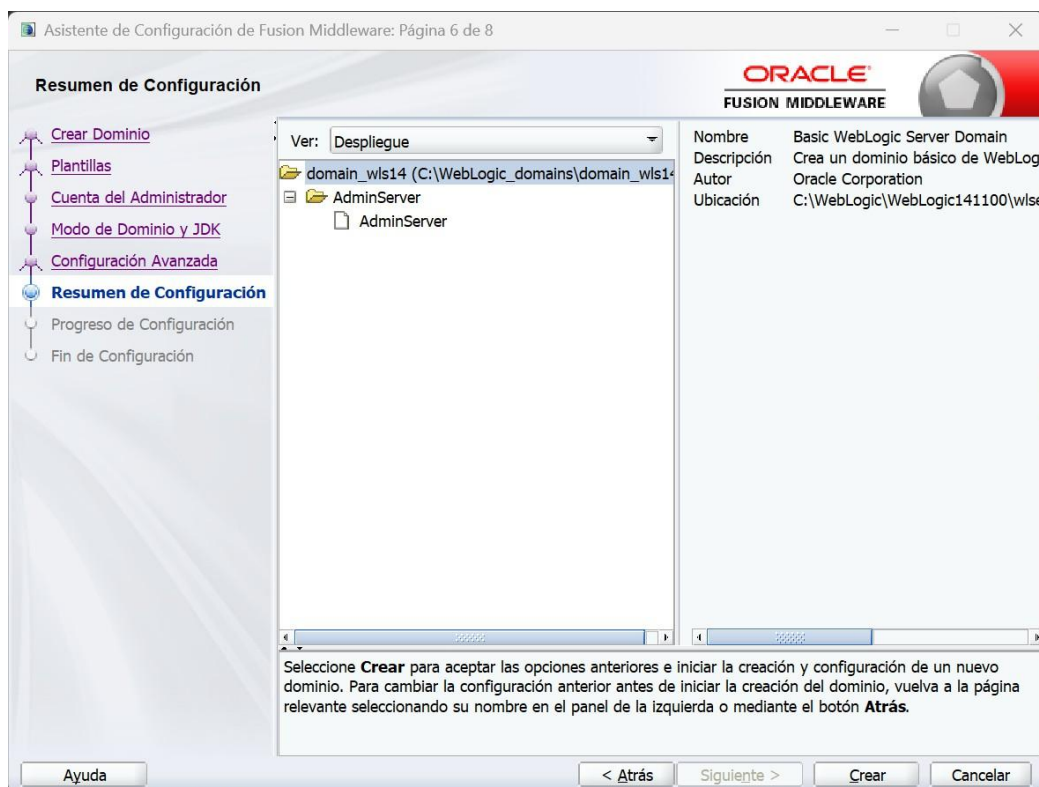 Asistente de Configuración de Fusion Middleware: Página 6 de 8
Resumen de Configuración
ORACLE
FUSION MIDDLEWARE
Crear Dominio
Plantillas
Cuenta del Administrador
Modo de Dominio y JDK
Configuración Avanzada
Resumen de Configuración
Progreso de Configuración
Fin de Configuración
Ver: Despliegue
domain_wls14 (C:\WebLogic_domains\domain_wls14
AdminServer
AdminServer
Nombre Basic WebLogic Server Domain
Descripción Crea un dominio básico de WebLog
Autor Oracle Corporation
Ubicación C:\WebLogic\WebLogic141100\wlse
Seleccione Crear para aceptar las opciones anteriores e iniciar la creación y configuración de un nuevo
dominio. Para cambiar la configuración anterior antes de iniciar la creación del dominio, vuelva a la página
relevante seleccionando su nombre en el panel de la izquierda o mediante el botón Atrás.
Ayuda
< Atrás
Siguiente >
Crear
Cancelar